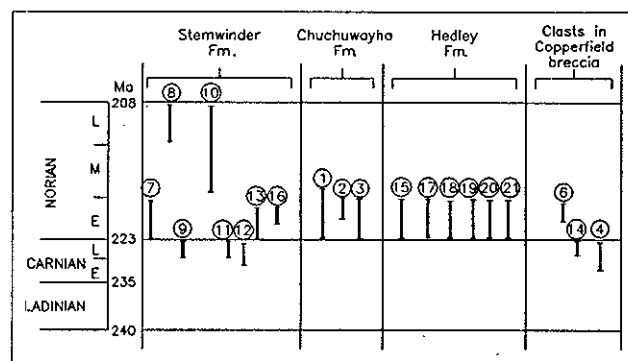 Stemwinder Fm. Chuchuwayha Fm Hedley Fm. Clasts in Copperfield breccia
Ma
208
8 10
L
NORIAN M
7 13 16 1 2 3 15 17 18 19 20 21 6
E
9 11 12 14 4
223
CARNIAN L
E
235
LADINIAN
240